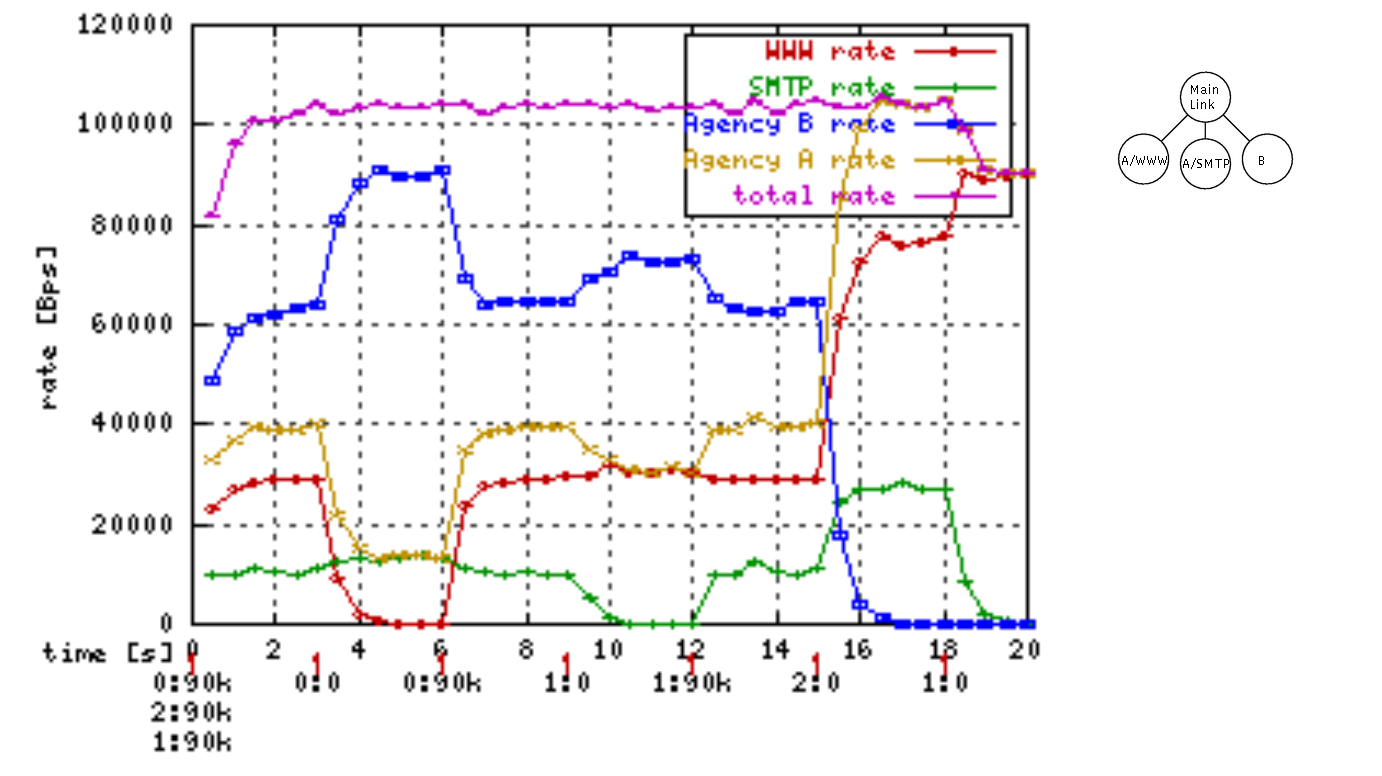 120000
100000
80000
60000
40000
20000
0
rate [Bps]
WWW rate
SMTP rate
Agency B rate
Agency A rate
total rate
time [s] 0 2 4 6 8 10 12 14 16 18 20
0:90k 0:0 0:90k 1:0 1:90k 2:0 1:0
2:90k
1:90k
Main
Link
A/WWW A/SMTP B